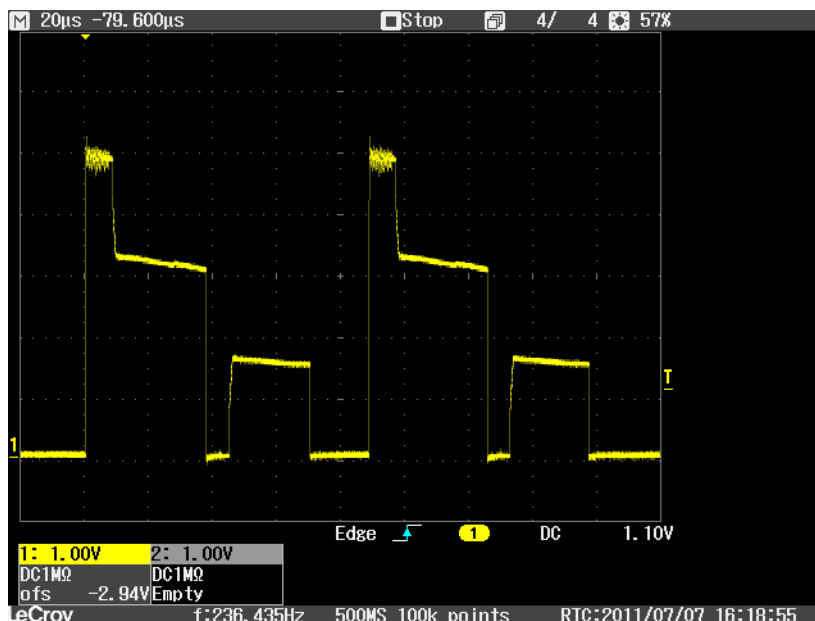 M 20µs -79.600µs Stop 4/ 4 57%
T
1
Edge 1 DC 1.10V
1: 1.00V 2: 1.00V
DC1MΩ DC1MΩ
ofs -2.94V Empty
LeCroy f:236.435Hz 500MS 100k points RTC:2011/07/07 16:18:55